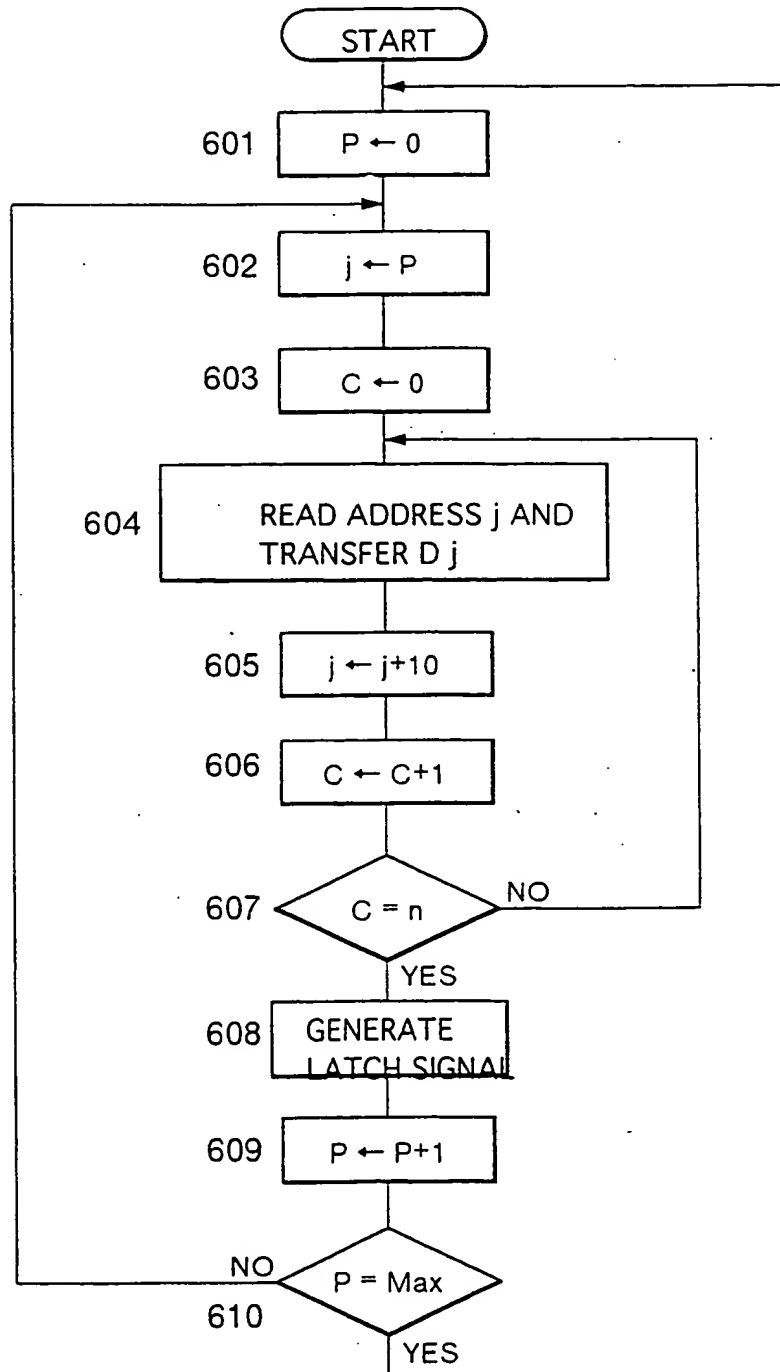 START
601
P ← 0
602
j ← P
603
C ← 0
604
READ ADDRESS j AND
TRANSFER D j
605
j ← j+10
606
C ← C+1
607
C = n
NO
YES
608
GENERATE
LATCH SIGNAL
609
P ← P+1
NO
P = Max
610
YES